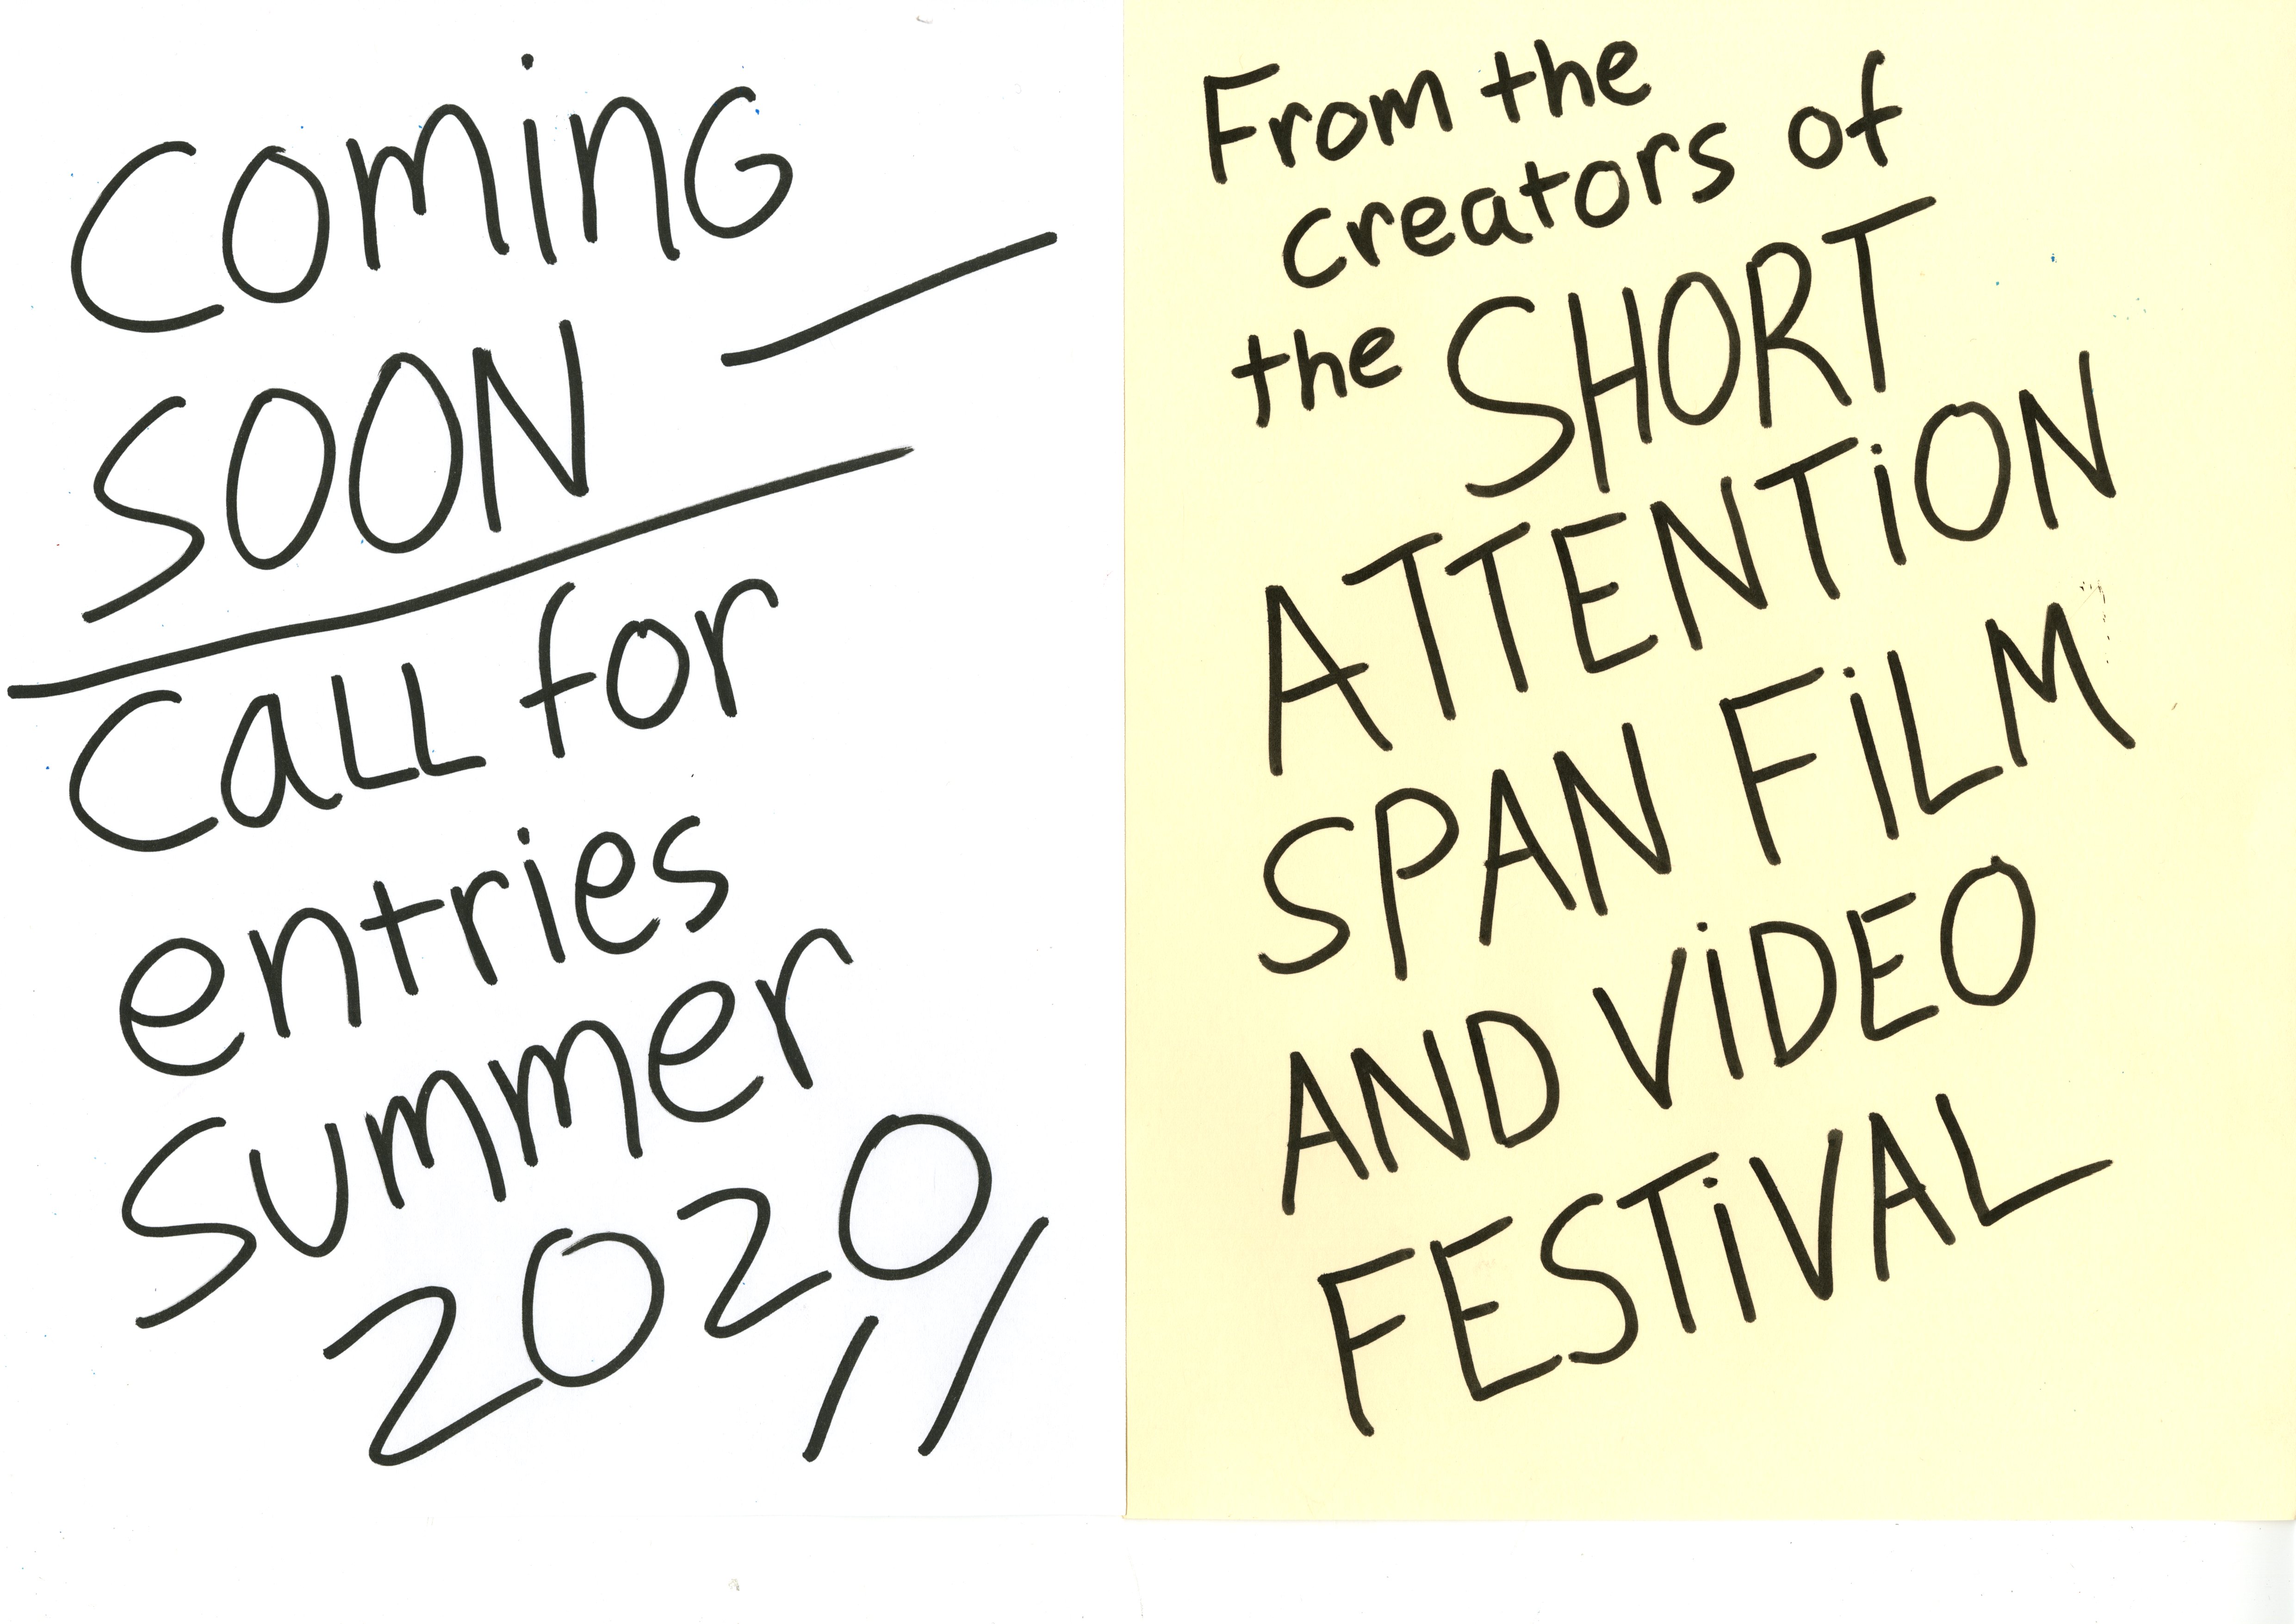 COMiNG
SOON —
CaLL for
entries
summer
2020 //
From the
creators of
the SHORT
ATTENTiON
SPAN FiLM
AND ViDEO
FESTiVAL